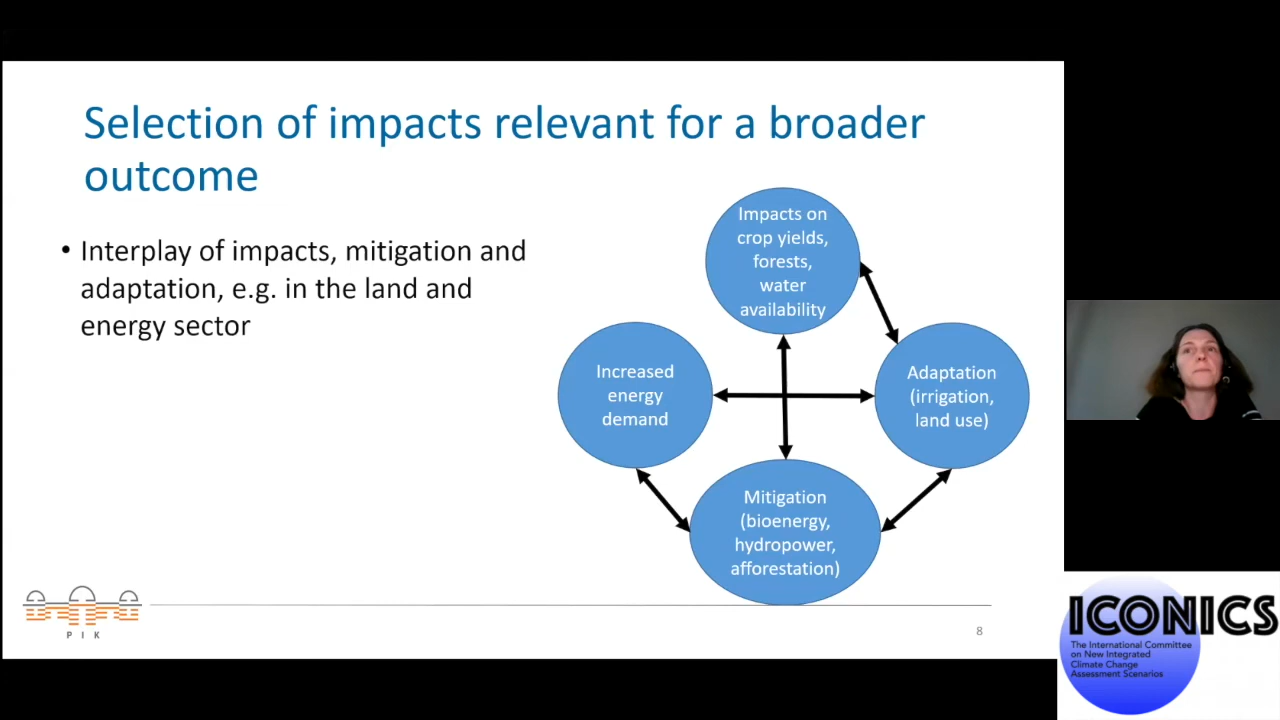 Selection of impacts relevant for a broader
outcome
• Interplay of impacts, mitigation and
adaptation, e.g. in the land and
energy sector
Impacts on
crop yields,
forests,
water
availability
Increased
energy
demand
Adaptation
(irrigation,
land use)
Mitigation
(bioenergy,
hydropower,
afforestation)
PIK
8
ICONICS
The International Committee
on New Integrated
Climate Change
Assessment Scenarios